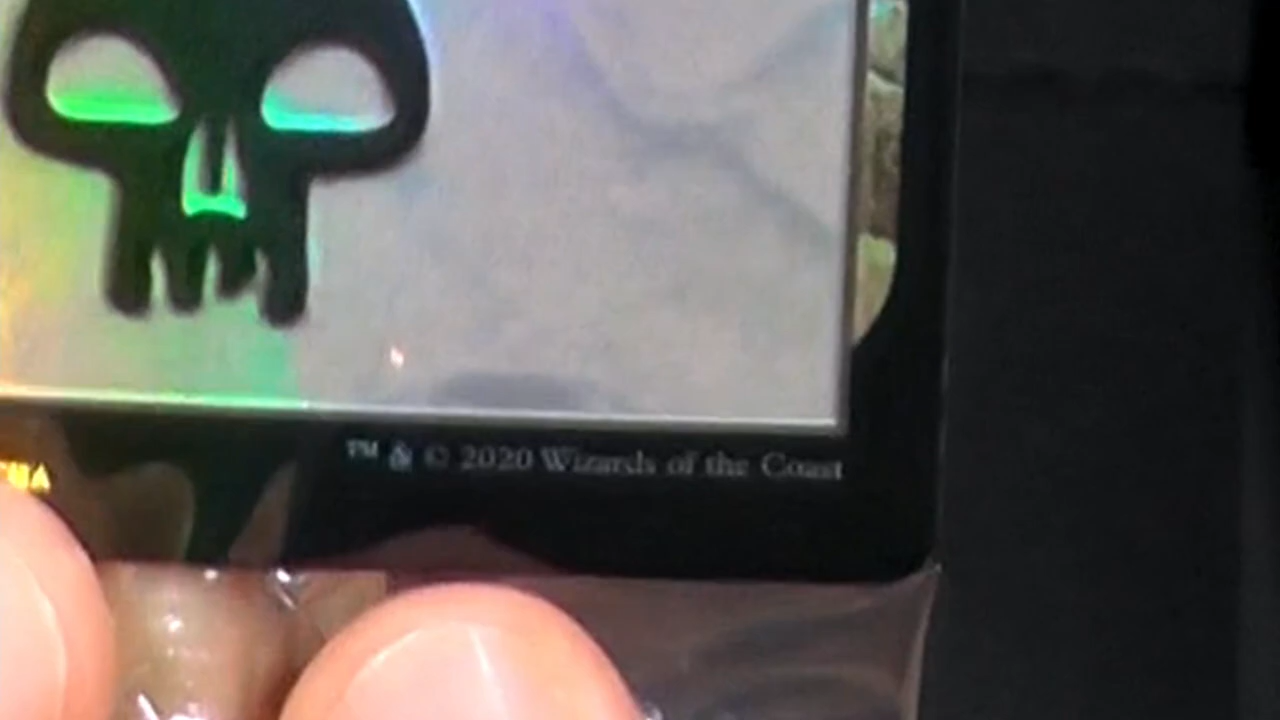 ™ & © 2020 Wizards of the Coast